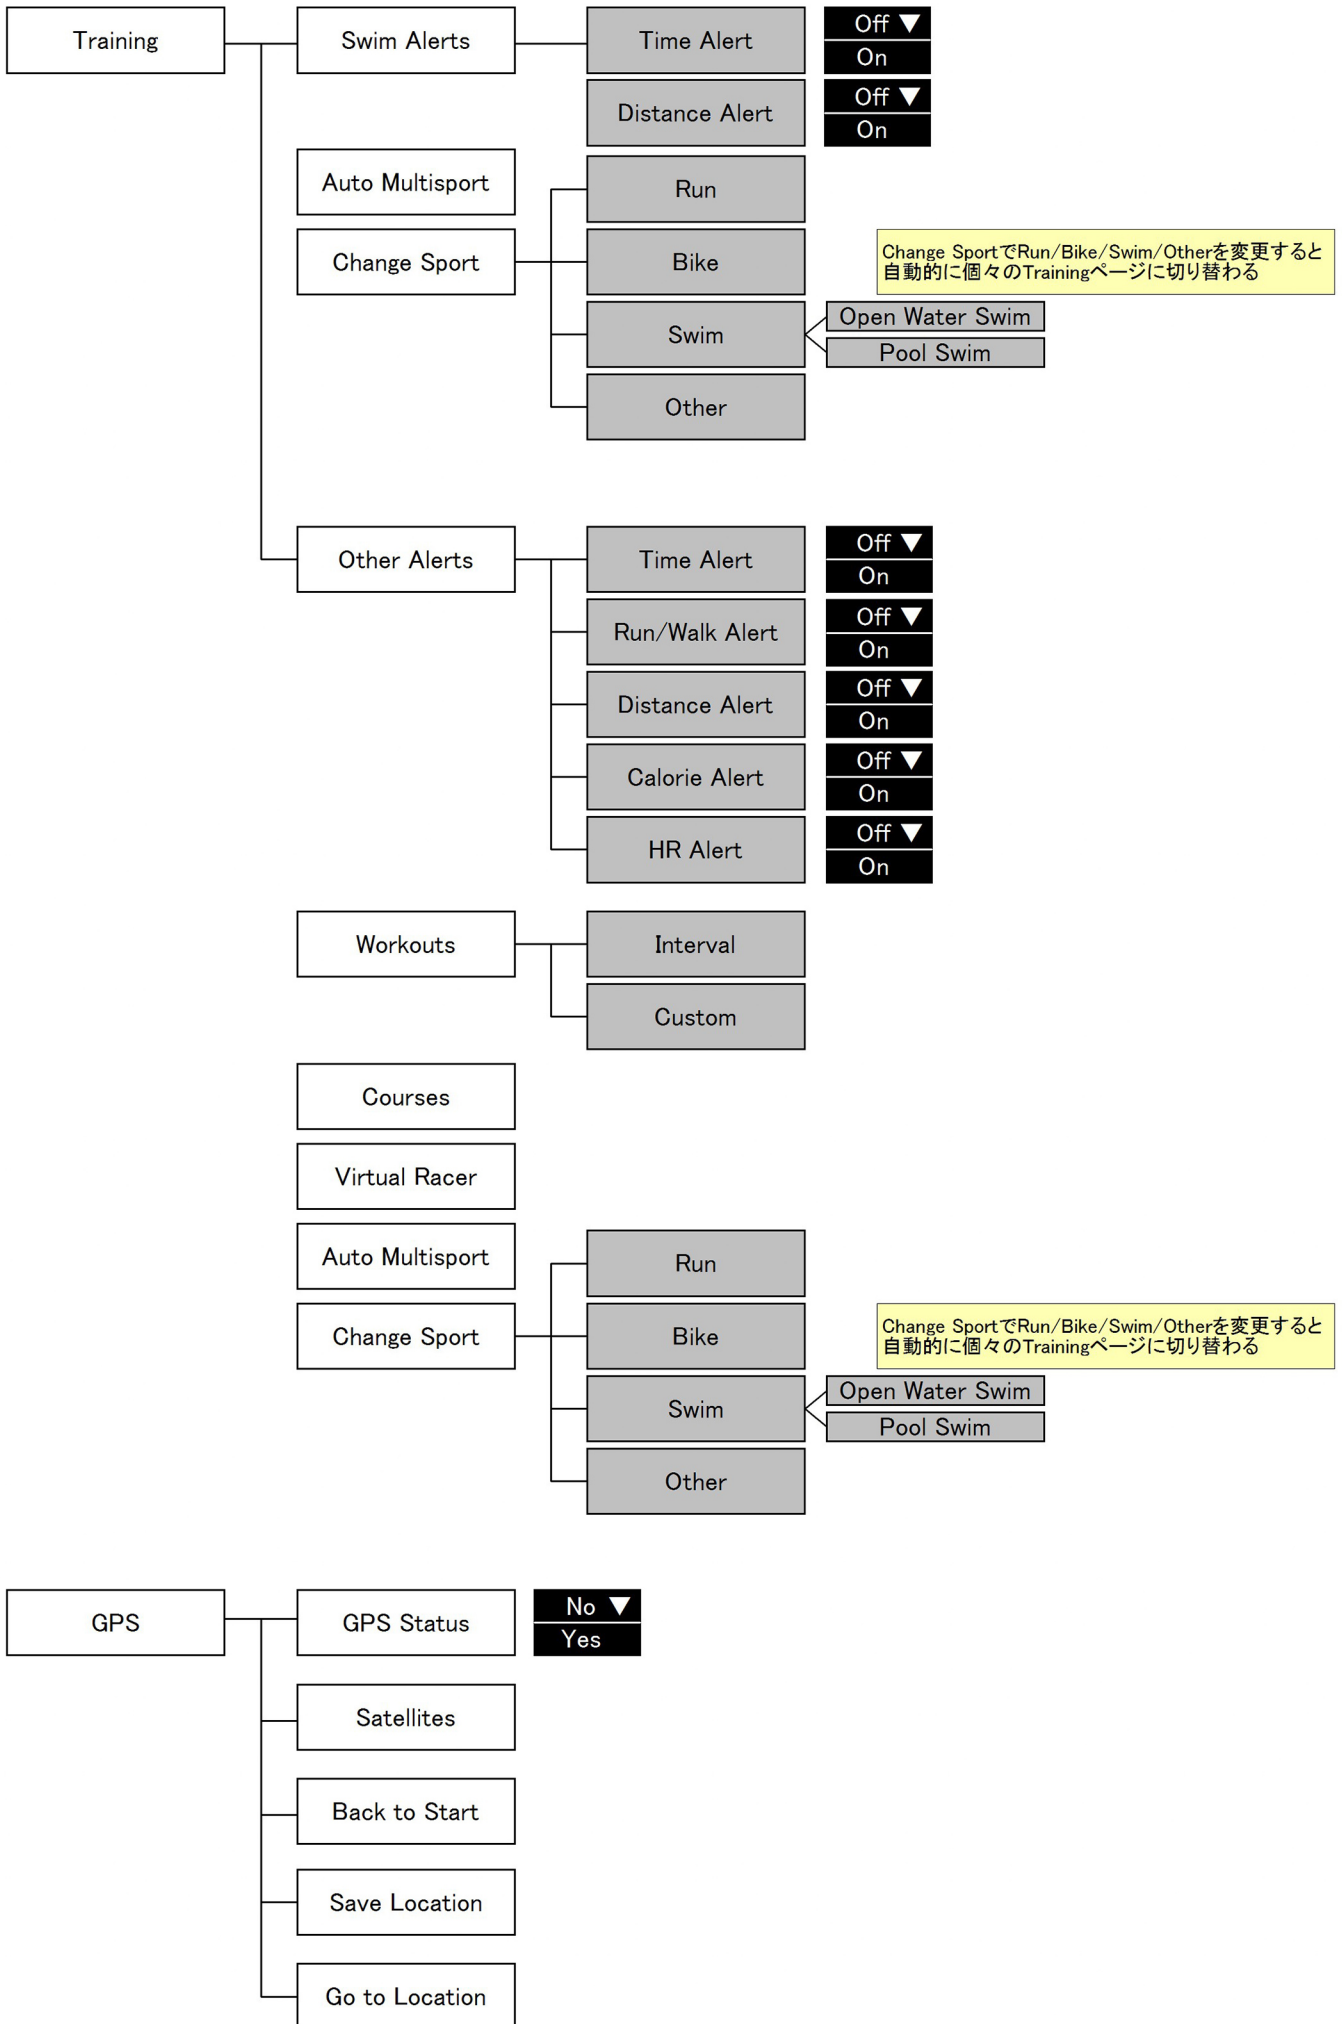 Training
Swim Alerts
Time Alert
Off ▼
On
Distance Alert
Off ▼
On
Auto Multisport
Run
Change Sport
Bike
Change SportでRun/Bike/Swim/Otherを変更すると
自動的に個々のTrainingページに切り替わる
Swim
Open Water Swim
Pool Swim
Other
Other Alerts
Time Alert
Off ▼
On
Run/Walk Alert
Off ▼
On
Distance Alert
Off ▼
On
Calorie Alert
Off ▼
On
HR Alert
Off ▼
On
Workouts
Interval
Custom
Courses
Virtual Racer
Auto Multisport
Run
Change Sport
Bike
Change SportでRun/Bike/Swim/Otherを変更すると
自動的に個々のTrainingページに切り替わる
Swim
Open Water Swim
Pool Swim
Other
GPS
GPS Status
No ▼
Yes
Satellites
Back to Start
Save Location
Go to Location